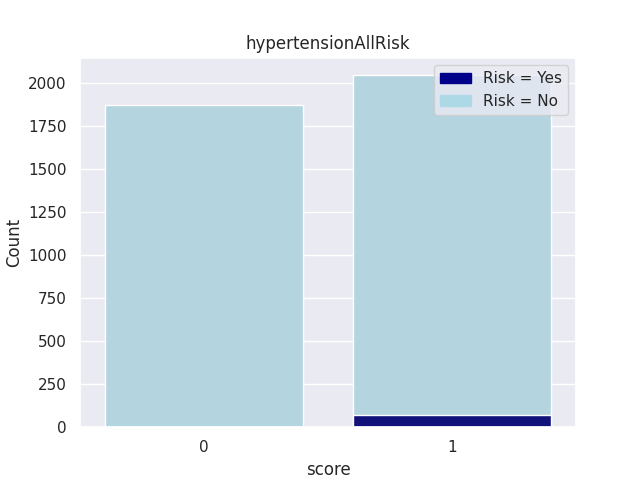 hypertensionAllRisk
Risk = Yes
Risk = No
2000
1750
1500
1250
1000
750
500
250
0
Count
0 1
score